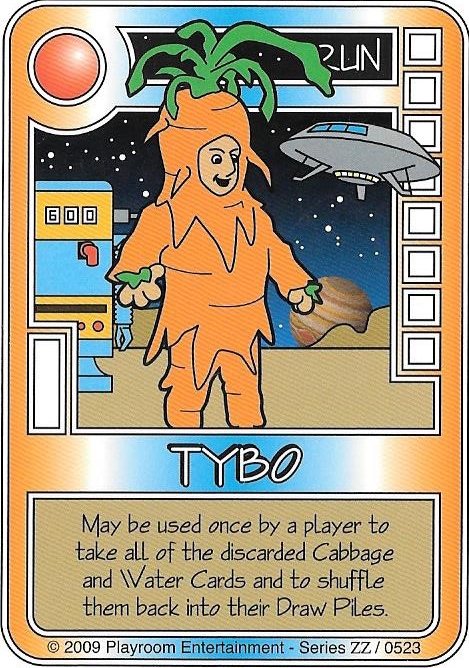 RUN
600
TYBO
May be used once by a player to
take all of the discarded Cabbage
and Water Cards and to shuffle
them back into their Draw Piles.
© 2009 Playroom Entertainment - Series ZZ / 0523